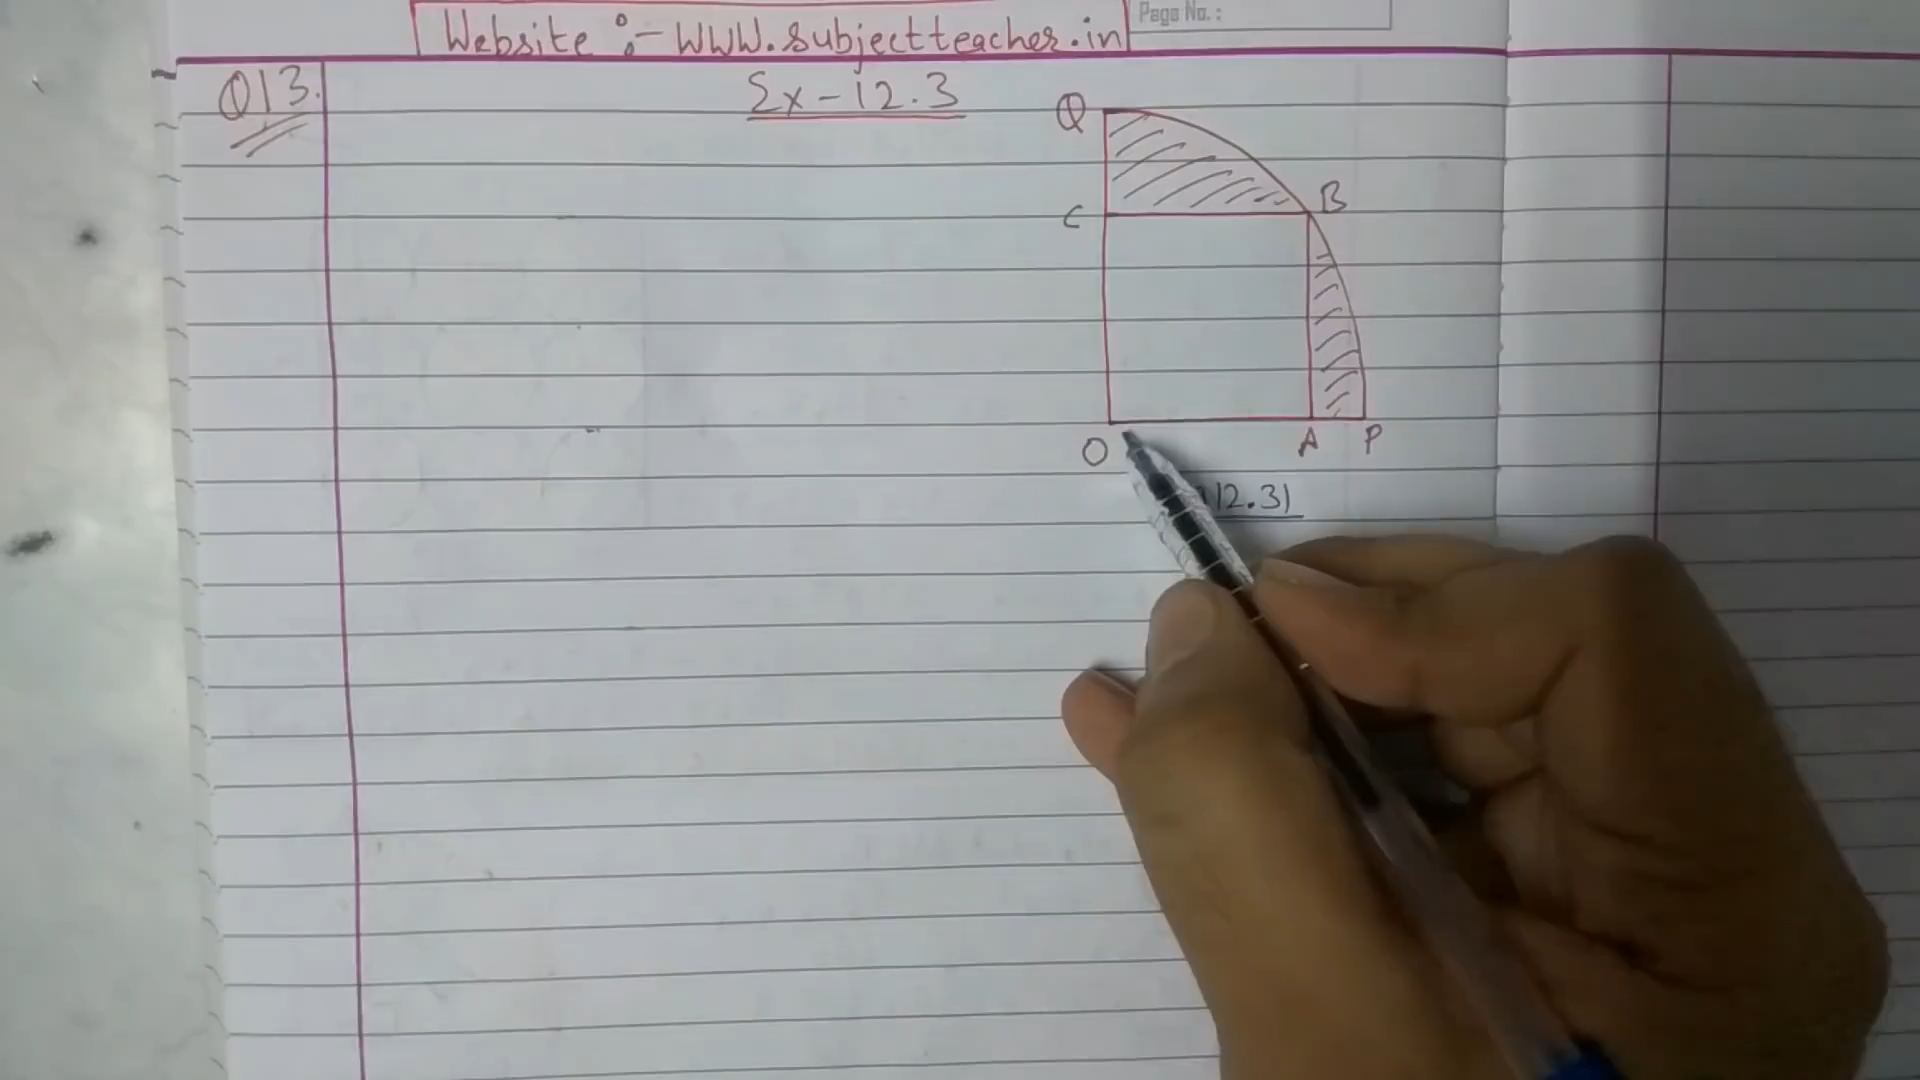 Page No. :
Website :- WWW.subjectteacher.in
Q13.
Ex-12.3
Q
B
C
O
A
P
12.31